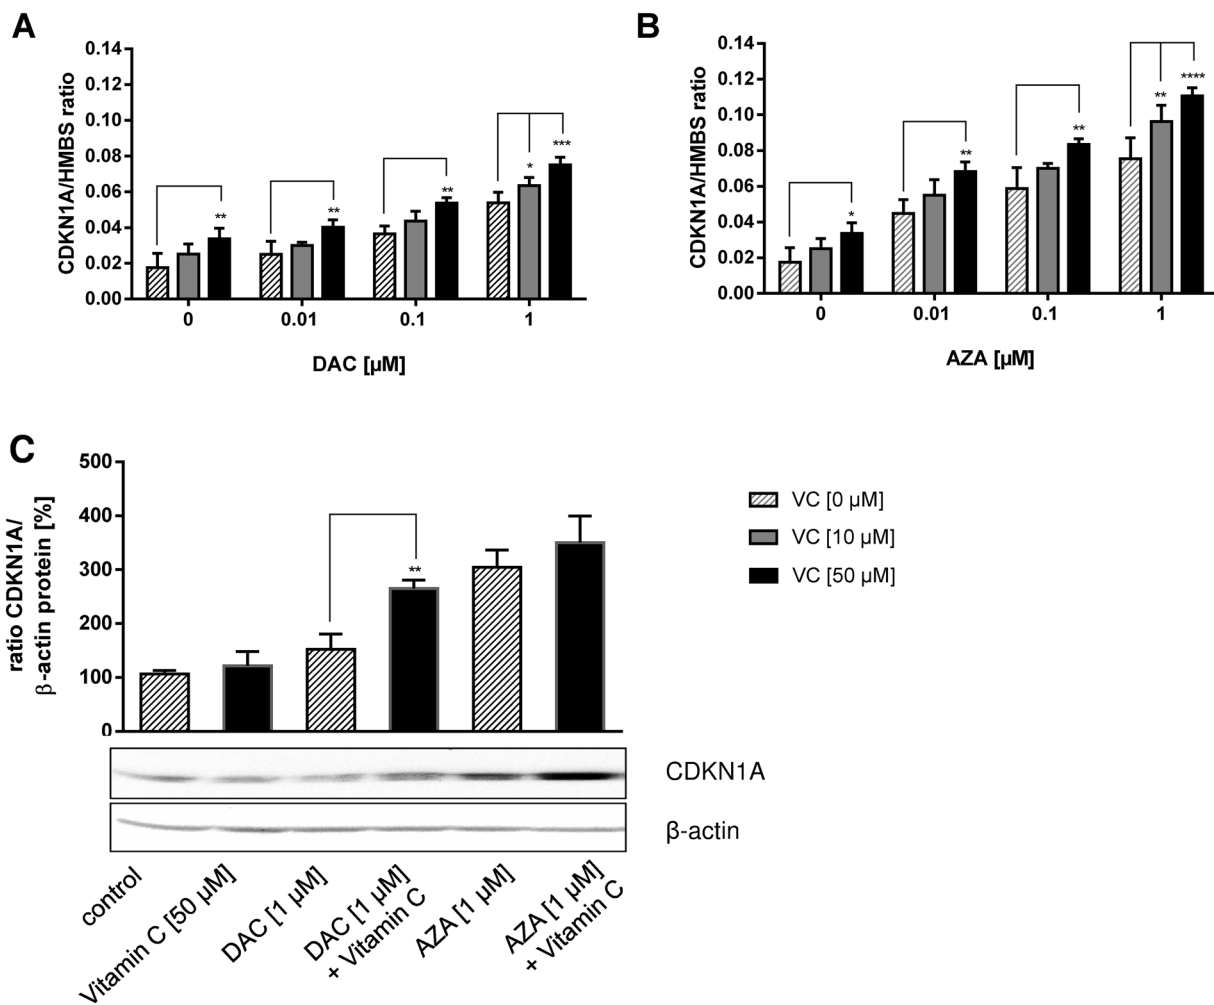 A
CDKN1A/HMBS ratio
0.14
0.12
0.10
0.08
0.06
0.04
0.02
0.00
**
**
**
*
***
0
0.01
0.1
1
DAC [µM]
B
CDKN1A/HMBS ratio
0.14
0.12
0.10
0.08
0.06
0.04
0.02
0.00
*
**
**
**
****
0
0.01
0.1
1
AZA [µM]
C
ratio CDKN1A/
β-actin protein [%]
500
400
300
200
100
0
**
VC [0 µM]
VC [10 µM]
VC [50 µM]
CDKN1A
β-actin
control
Vitamin C [50 µM]
DAC [1 µM]
DAC [1 µM]
+ Vitamin C
AZA [1 µM]
AZA [1 µM]
+ Vitamin C